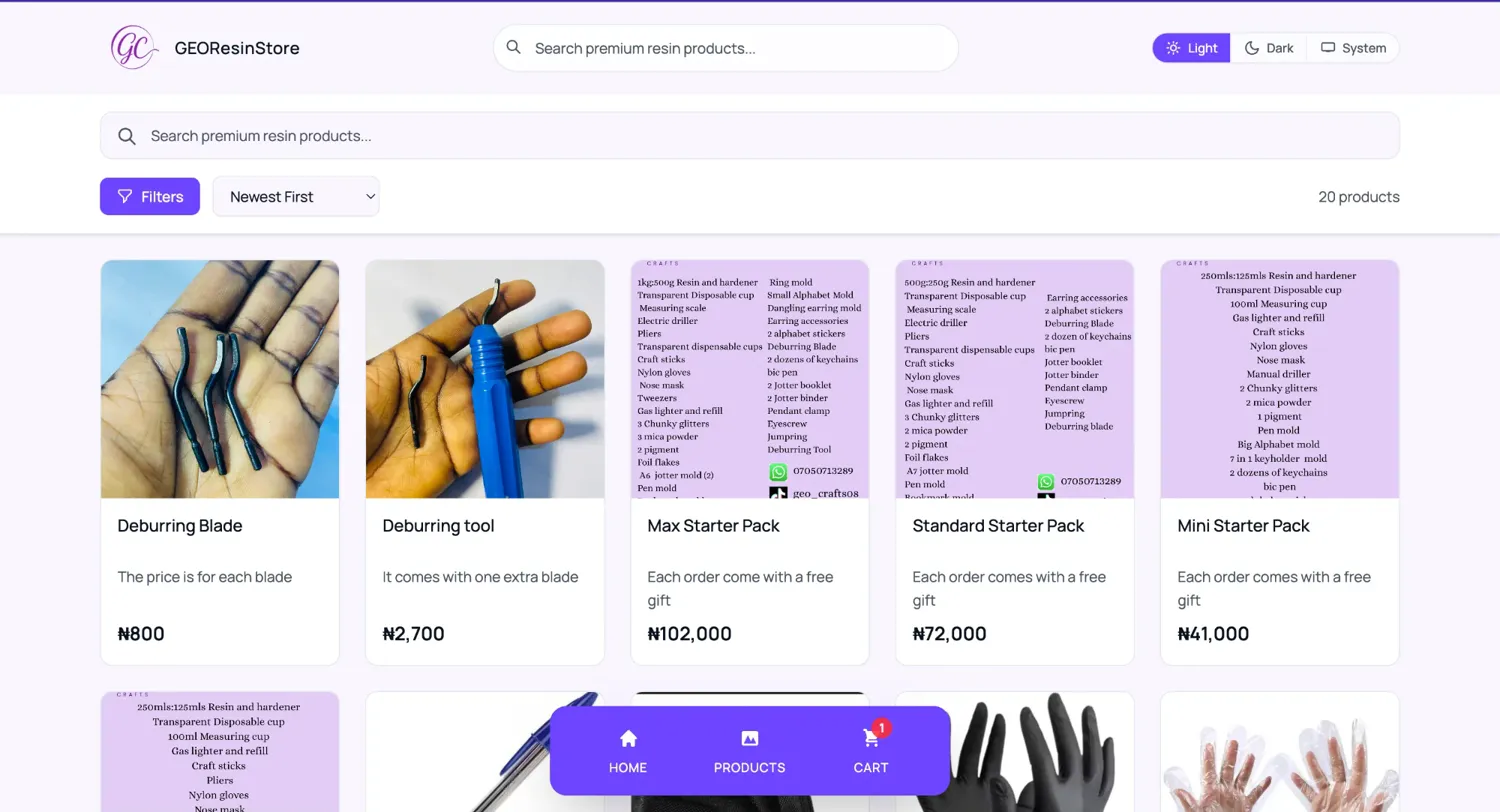 GC
GEOResinStore
Search premium resin products...
Light
Dark
System
Search premium resin products...
Filters
Newest First
20 products
CRAFTS
1kg:500g Resin and hardener
Transparent Disposable cup
Measuring scale
Electric driller
Pliers
Transparent dispensable cups
Craft sticks
Nylon gloves
Nose mask
Tweezers
Gas lighter and refill
3 Chunky glitters
3 mica powder
2 pigment
Foil flakes
A6 jotter mold (2)
Pen mold
Ring mold
Small Alphabet Mold
Dangling earring mold
Earring accessories
2 alphabet stickers
Deburring Blade
2 dozens of keychains
bic pen
2 Jotter booklet
2 Jotter binder
Pendant clamp
Eyescrew
Jumpring
Deburring Tool
07050713289
geo_crafts08
CRAFTS
500g:250g Resin and hardener
Transparent Disposable cup
Measuring scale
Electric driller
Pliers
Transparent dispensable cups
Craft sticks
Nylon gloves
Nose mask
Gas lighter and refill
3 Chunky glitters
2 mica powder
2 pigment
Foil flakes
A7 jotter mold
Pen mold
Bookmark mold
Earring accessories
2 alphabet stickers
Deburring Blade
2 dozen of keychains
bic pen
Jotter booklet
Jotter binder
Pendant clamp
Eyescrew
Jumpring
Deburring blade
07050713289
CRAFTS
250mls:125mls Resin and hardener
Transparent Disposable cup
100ml Measuring cup
Gas lighter and refill
Craft sticks
Nylon gloves
Nose mask
Manual driller
2 Chunky glitters
2 mica powder
1 pigment
Pen mold
Big Alphabet mold
7 in 1 keyholder mold
2 dozens of keychains
bic pen
Deburring Blade
The price is for each blade
₦800
Deburring tool
It comes with one extra blade
₦2,700
Max Starter Pack
Each order come with a free
gift
₦102,000
Standard Starter Pack
Each order comes with a free
gift
₦72,000
Mini Starter Pack
Each order comes with a free
gift
₦41,000
CRAFTS
250mls:125mls Resin and hardener
Transparent Disposable cup
100ml Measuring cup
Gas lighter and refill
Craft sticks
Pliers
Nylon gloves
Nose mask
HOME
PRODUCTS
1
CART